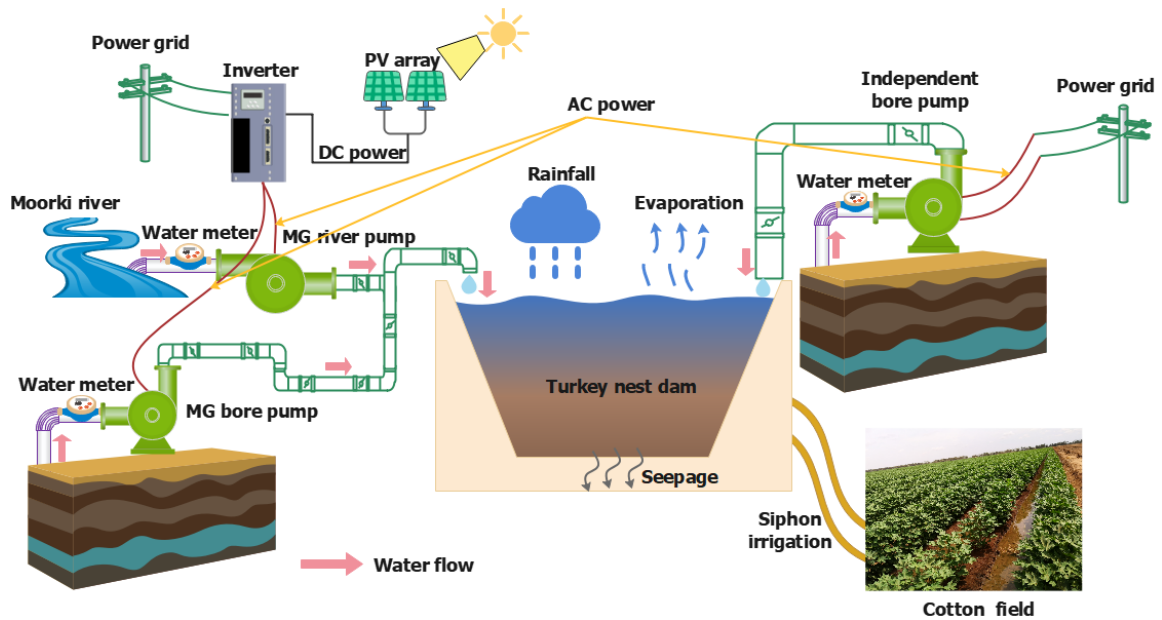 Power grid
Inverter
PV array
AC power
DC power
Independent
bore pump
Power grid
Moorki river
Water meter
MG river pump
Rainfall
Evaporation
Water meter
Water meter
MG bore pump
Turkey nest dam
Seepage
Siphon
irrigation
Water flow
Cotton field